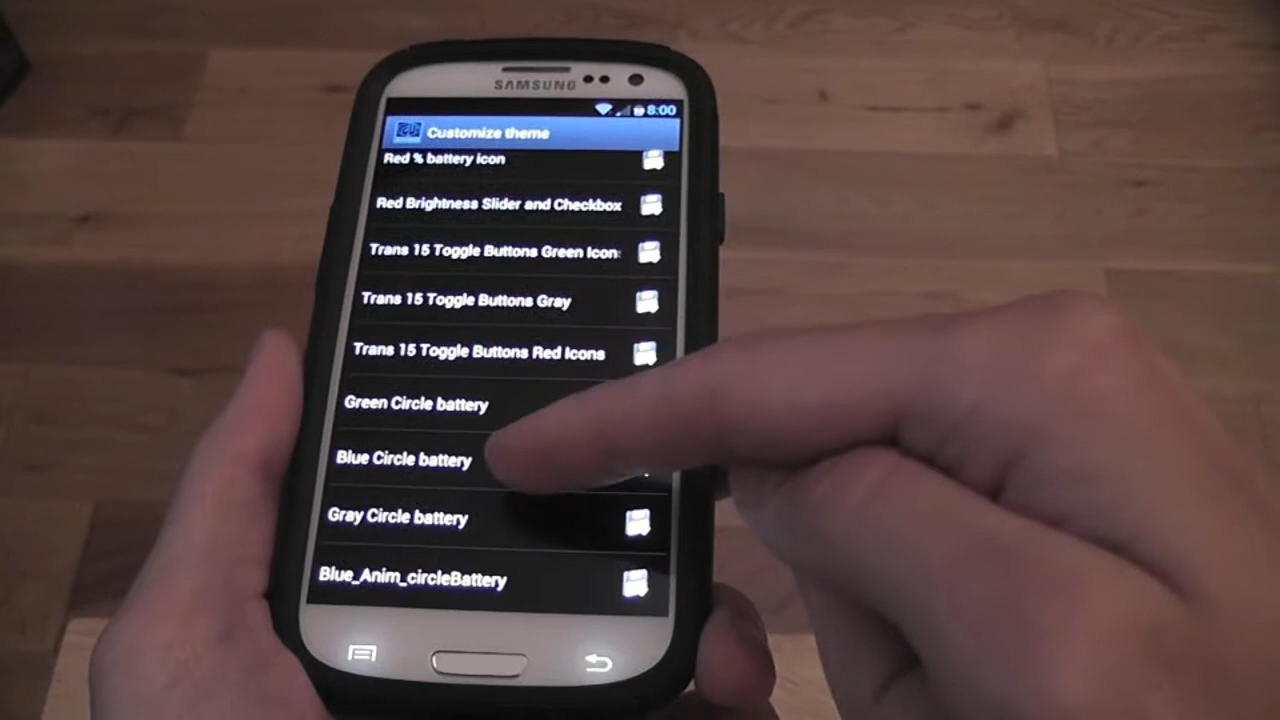 SAMSUNG
8:00
Customize theme
Red % battery icon
Red Brightness Slider and Checkbox
Trans 15 Toggle Buttons Green Icon
Trans 15 Toggle Buttons Gray
Trans 15 Toggle Buttons Red Icons
Green Circle battery
Blue Circle battery
Gray Circle battery
Blue_Anim_circleBattery